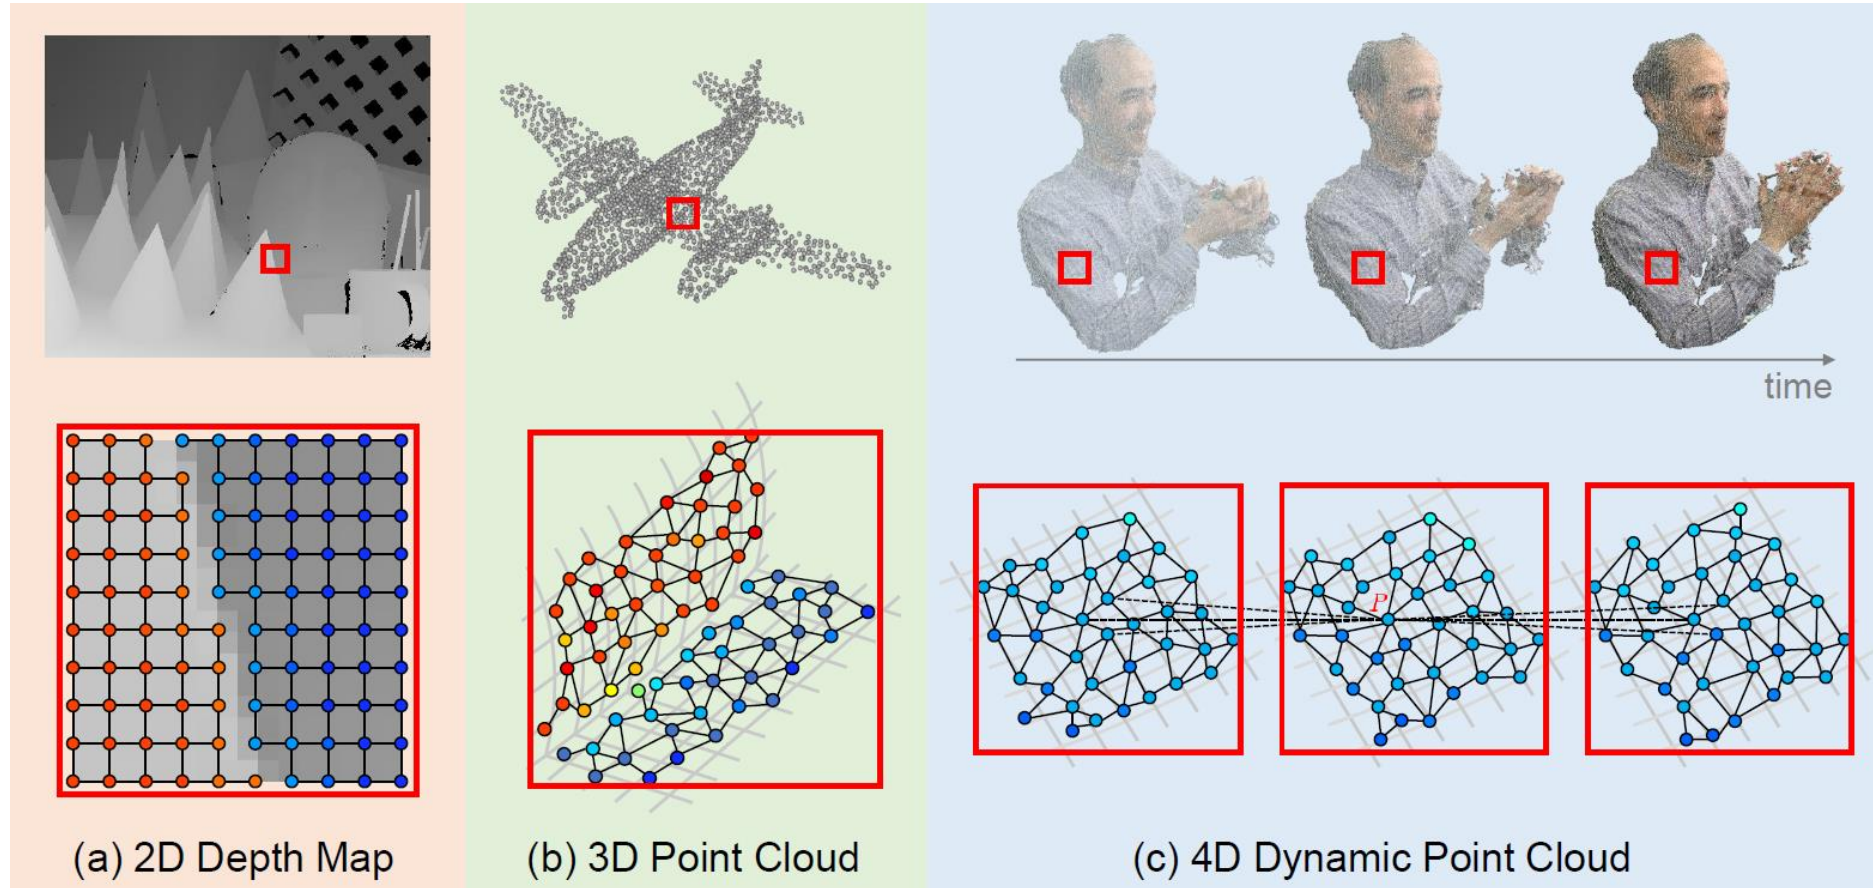 time
P
(a) 2D Depth Map
(b) 3D Point Cloud
(c) 4D Dynamic Point Cloud